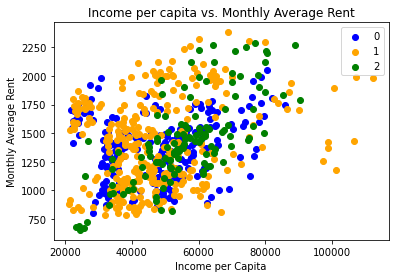 Income per capita vs. Monthly Average Rent
0
1
2
2250
2000
1750
1500
1250
1000
750
Monthly Average Rent
20000 40000 60000 80000 100000
Income per Capita